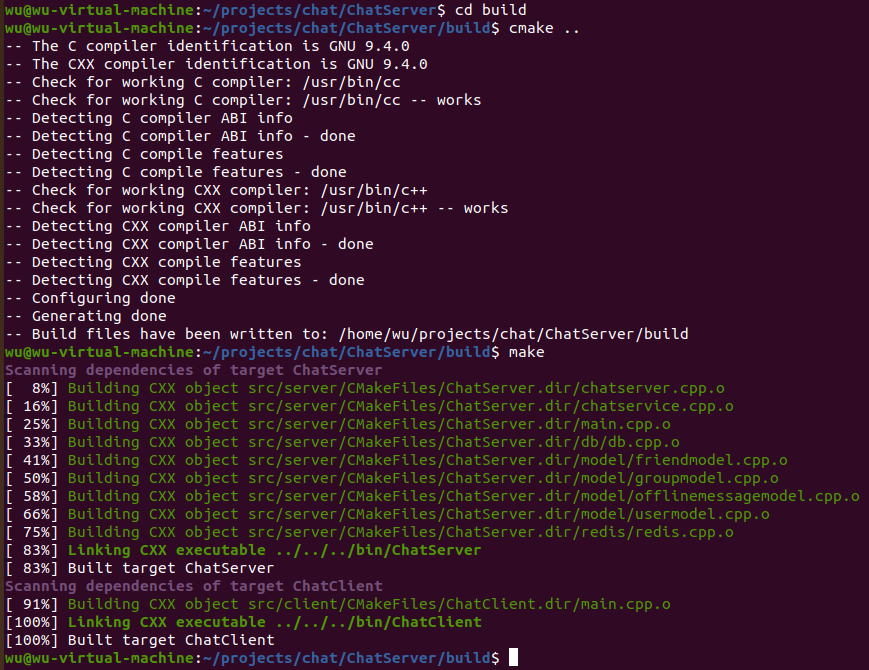 wu@wu-virtual-machine:~/projects/chat/ChatServer$ cd build
wu@wu-virtual-machine:~/projects/chat/ChatServer/build$ cmake ..
-- The C compiler identification is GNU 9.4.0
-- The CXX compiler identification is GNU 9.4.0
-- Check for working C compiler: /usr/bin/cc
-- Check for working C compiler: /usr/bin/cc -- works
-- Detecting C compiler ABI info
-- Detecting C compiler ABI info - done
-- Detecting C compile features
-- Detecting C compile features - done
-- Check for working CXX compiler: /usr/bin/c++
-- Check for working CXX compiler: /usr/bin/c++ -- works
-- Detecting CXX compiler ABI info
-- Detecting CXX compiler ABI info - done
-- Detecting CXX compile features
-- Detecting CXX compile features - done
-- Configuring done
-- Generating done
-- Build files have been written to: /home/wu/projects/chat/ChatServer/build
wu@wu-virtual-machine:~/projects/chat/ChatServer/build$ make
Scanning dependencies of target ChatServer
[  8%] Building CXX object src/server/CMakeFiles/ChatServer.dir/chatserver.cpp.o
[ 16%] Building CXX object src/server/CMakeFiles/ChatServer.dir/chatservice.cpp.o
[ 25%] Building CXX object src/server/CMakeFiles/ChatServer.dir/main.cpp.o
[ 33%] Building CXX object src/server/CMakeFiles/ChatServer.dir/db/db.cpp.o
[ 41%] Building CXX object src/server/CMakeFiles/ChatServer.dir/model/friendmodel.cpp.o
[ 50%] Building CXX object src/server/CMakeFiles/ChatServer.dir/model/groupmodel.cpp.o
[ 58%] Building CXX object src/server/CMakeFiles/ChatServer.dir/model/offlinemessagemodel.cpp.o
[ 66%] Building CXX object src/server/CMakeFiles/ChatServer.dir/model/usermodel.cpp.o
[ 75%] Building CXX object src/server/CMakeFiles/ChatServer.dir/redis/redis.cpp.o
[ 83%] Linking CXX executable ../../../bin/ChatServer
[ 83%] Built target ChatServer
Scanning dependencies of target ChatClient
[ 91%] Building CXX object src/client/CMakeFiles/ChatClient.dir/main.cpp.o
[100%] Linking CXX executable ../../../bin/ChatClient
[100%] Built target ChatClient
wu@wu-virtual-machine:~/projects/chat/ChatServer/build$